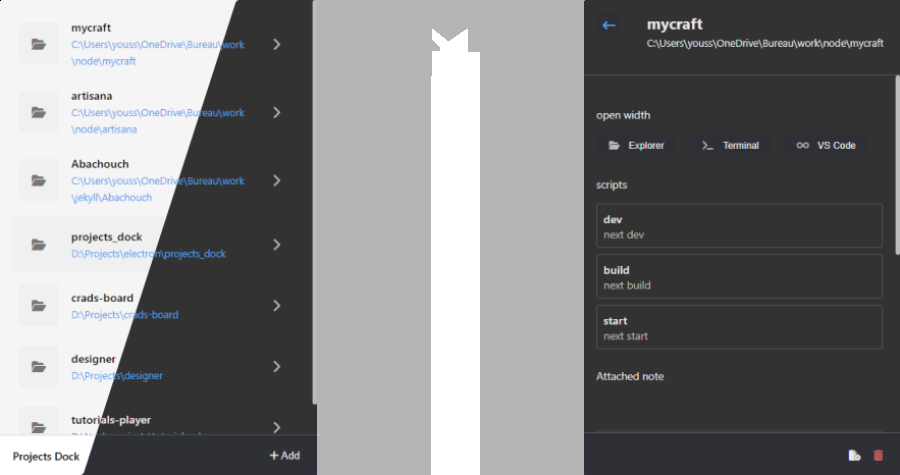 mycraft
C:\Users\youss\OneDrive\Bureau\work
\node\mycraft
artisana
C:\Users\youss\OneDrive\Bureau\work
\node\artisana
Abachouch
C:\Users\youss\OneDrive\Bureau\work
\jekyll\Abachouch
projects_dock
D:\Projects\electron\projects_dock
crads-board
D:\Projects\crads-board
designer
D:\Projects\designer
tutorials-player
Projects Dock
+ Add
mycraft
C:\Users\youss\OneDrive\Bureau\work\node\mycraft
open width
Explorer
Terminal
VS Code
scripts
dev
next dev
build
next build
start
next start
Attached note